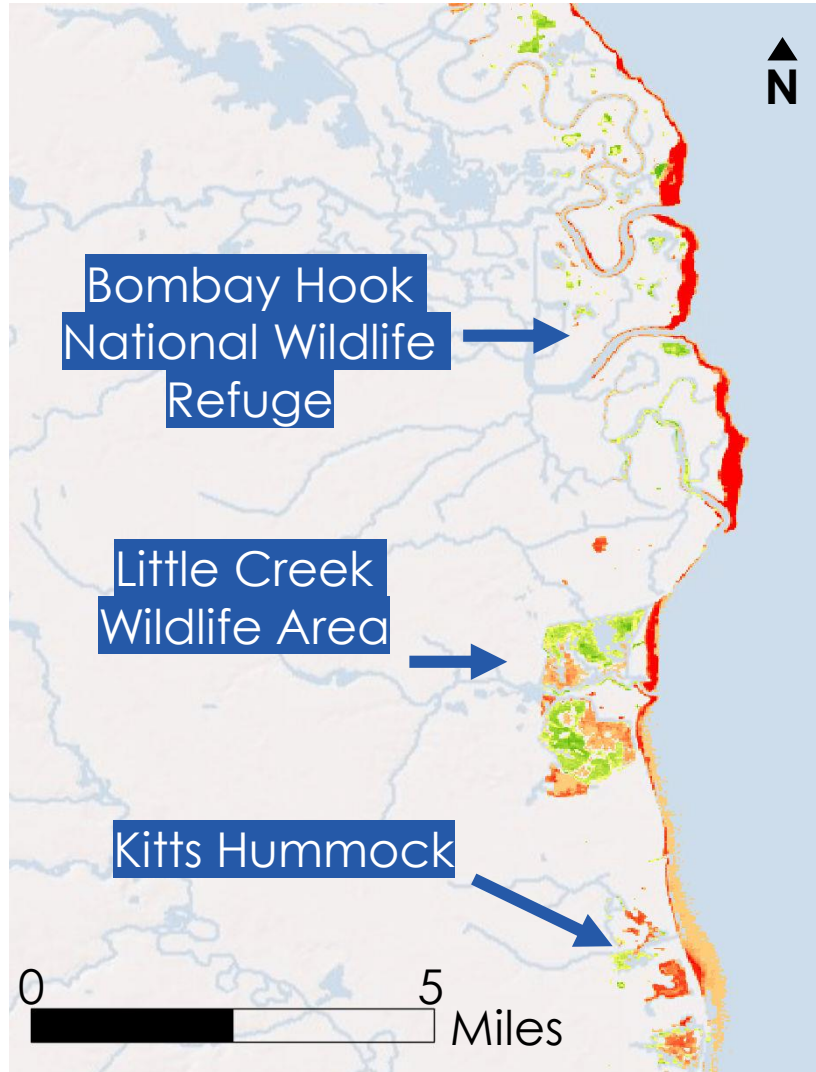 N
Bombay Hook
National Wildlife
Refuge
Little Creek
Wildlife Area
Kitts Hummock
0 5
Miles